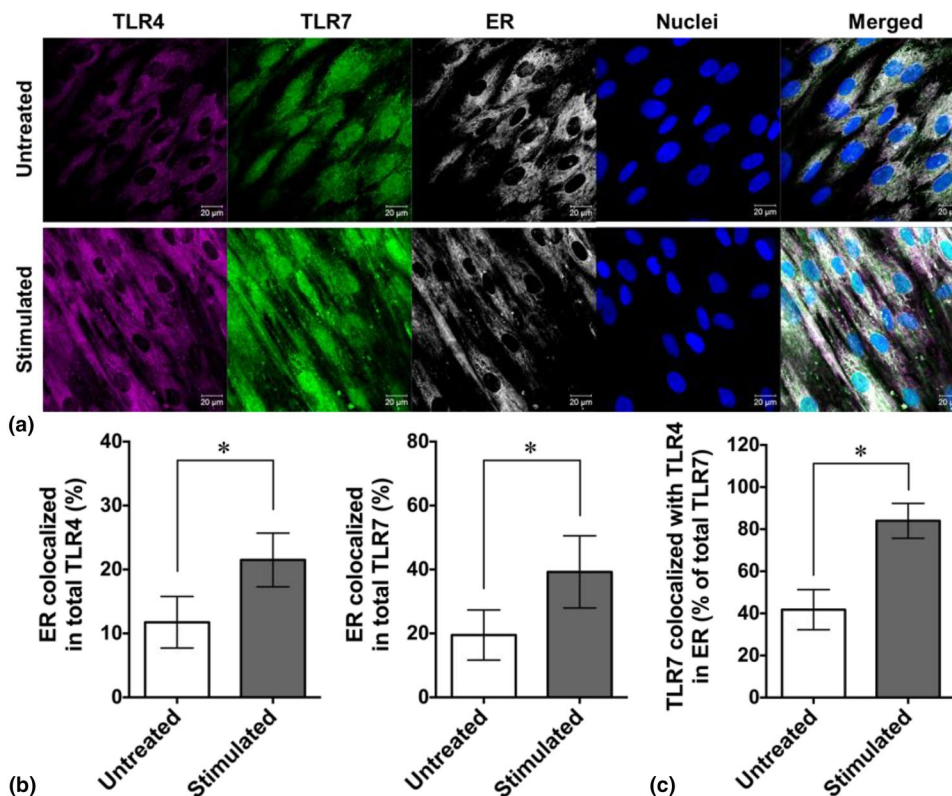 TLR4 TLR7 ER Nuclei Merged
Untreated
20 µm 20 µm 20 µm 20 µm 20 µm
Stimulated
20 µm 20 µm 20 µm 20 µm 20 µm
(a)
ER colocalized
in total TLR4 (%)
40
30
20
10
0
*
Untreated
Stimulated
(b)
ER colocalized
in total TLR7 (%)
80
60
40
20
0
*
Untreated
Stimulated
TLR7 colocalized with TLR4
in ER (% of total TLR7)
120
100
80
60
40
20
0
*
Untreated
Stimulated
(c)